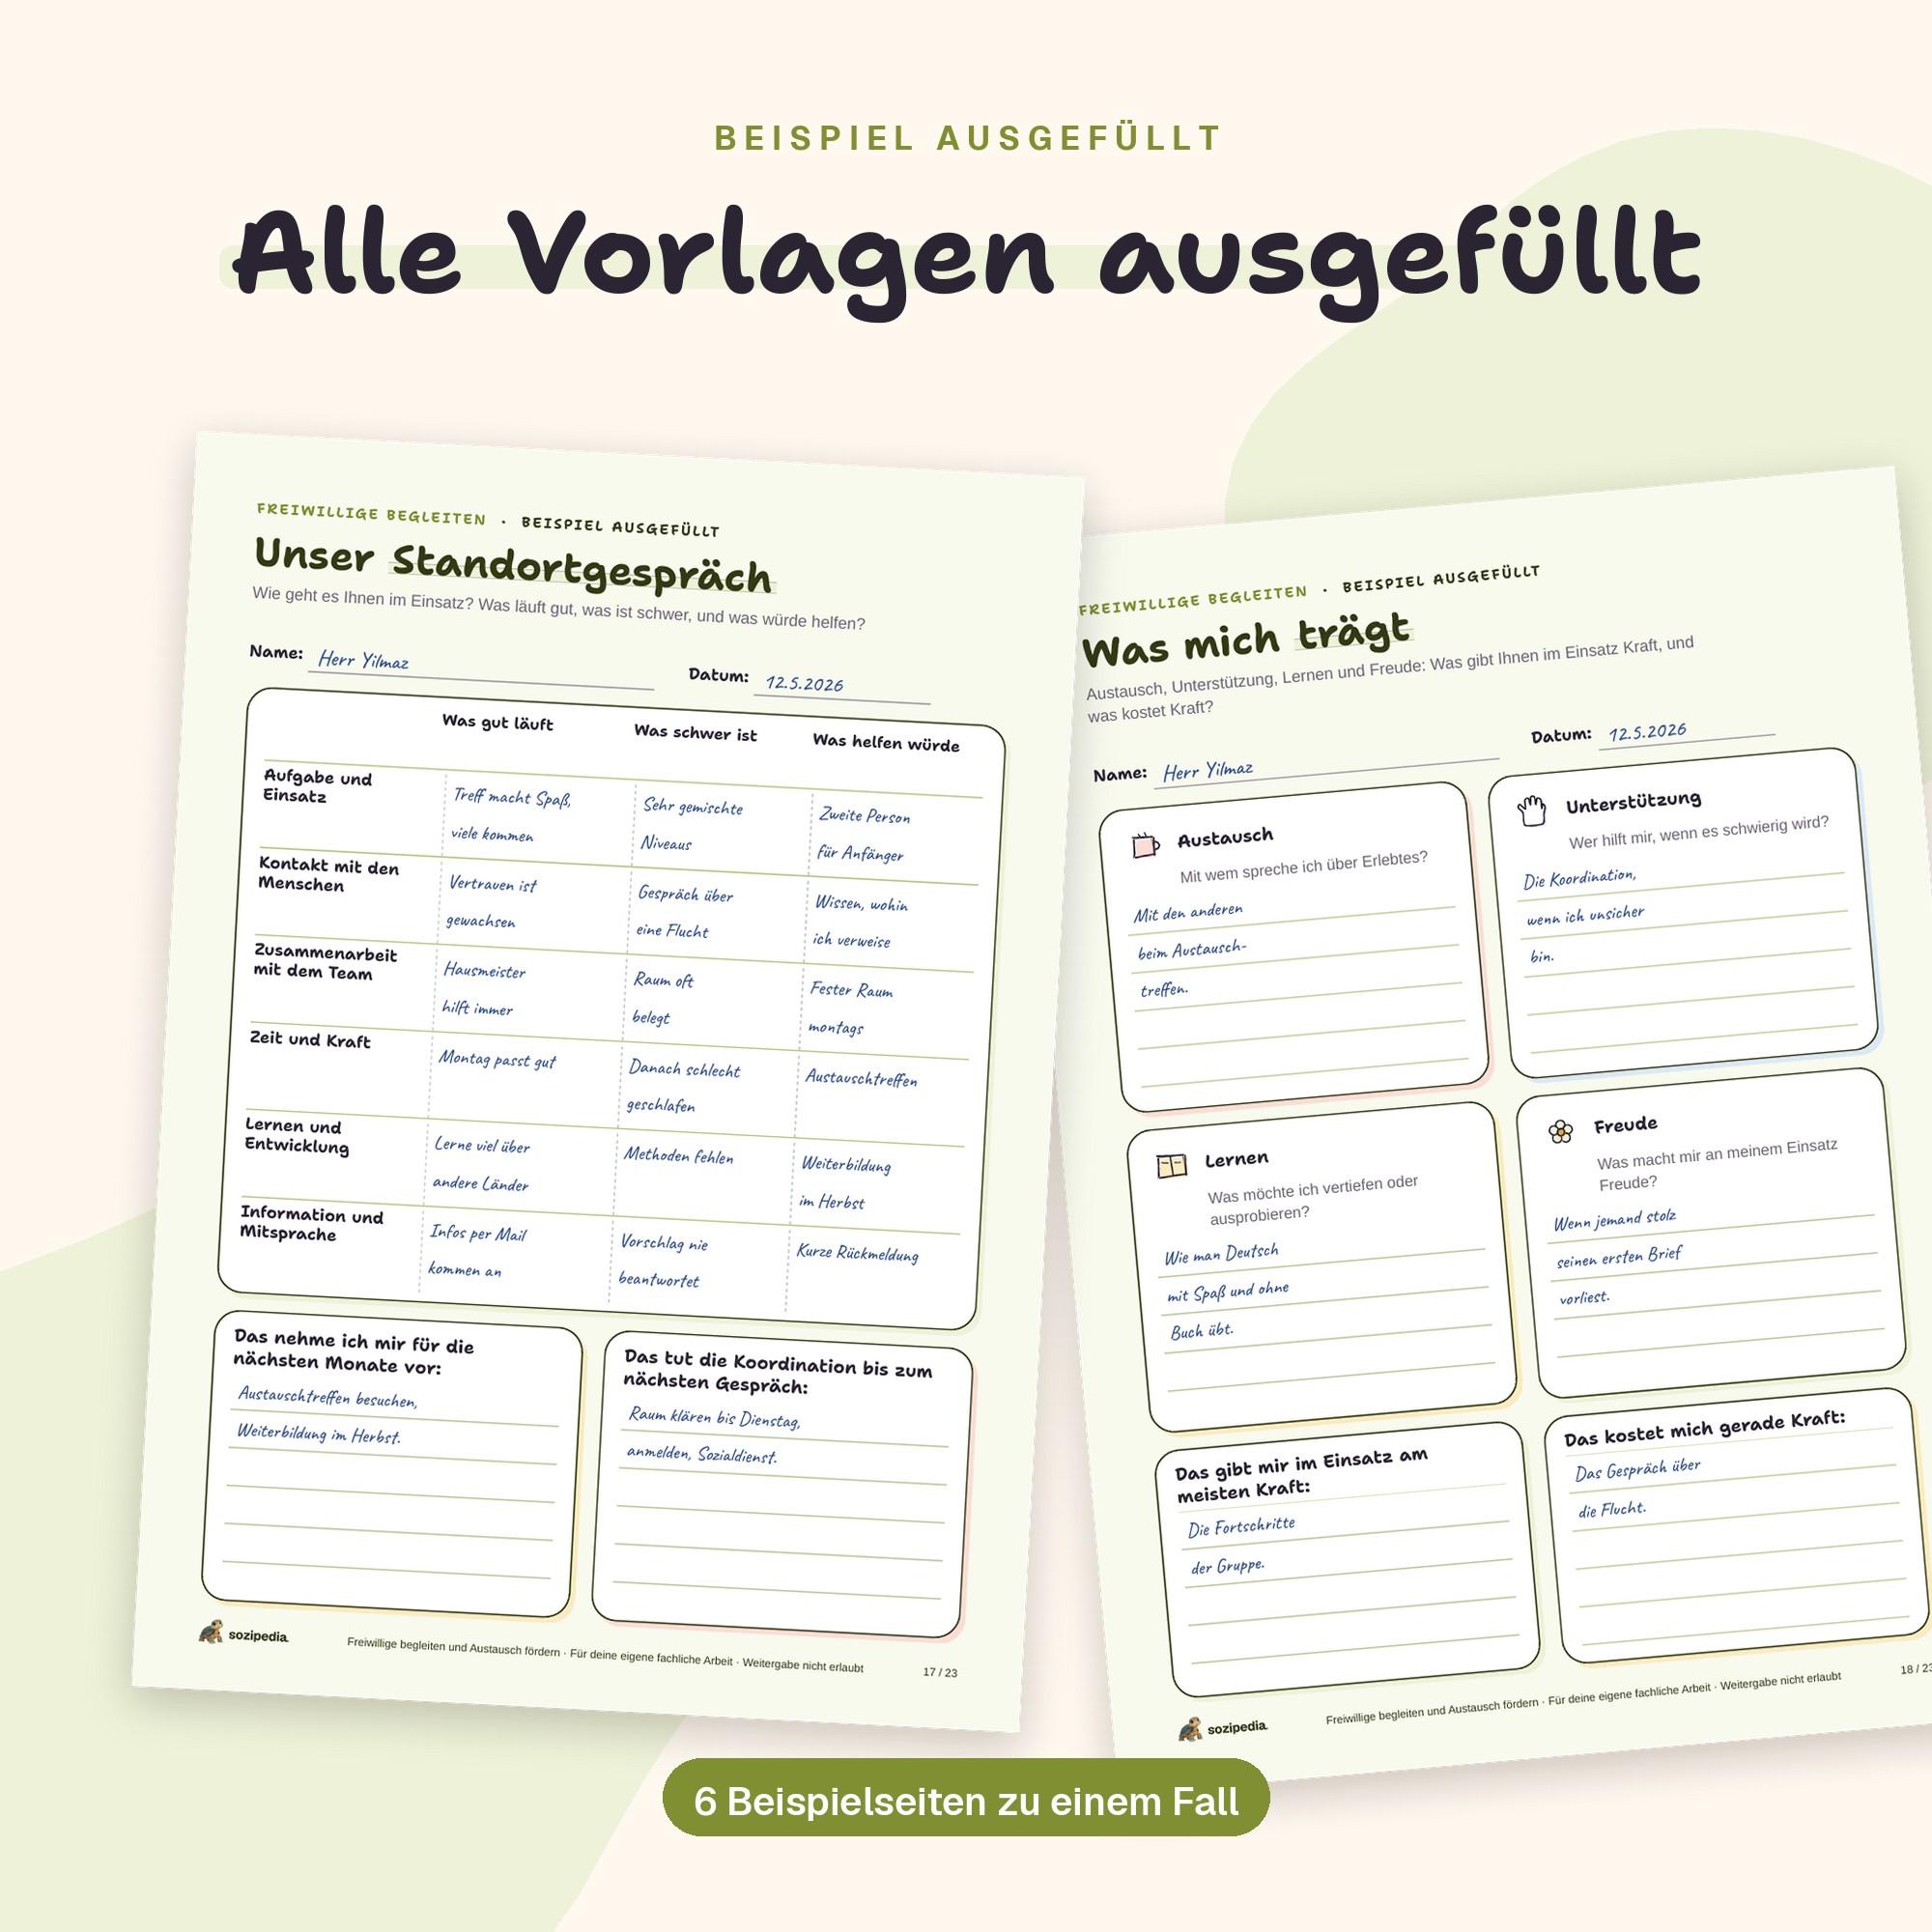 BEISPIEL AUSGEFÜLLT
Alle Vorlagen ausgefüllt
FREIWILLIGE BEGLEITEN · BEISPIEL AUSGEFÜLLT
Unser Standortgespräch
Wie geht es Ihnen im Einsatz? Was läuft gut, was ist schwer, und was würde helfen?
Name: Herr Yilmaz Datum: 12.5.2026
Was gut läuft Was schwer ist Was helfen würde
Aufgabe und
Einsatz
Treff macht Spaß,
viele kommen
Sehr gemischte
Niveaus
Zweite Person
für Anfänger
Kontakt mit den
Menschen
Vertrauen ist
gewachsen
Gespräch über
eine Flucht
Wissen, wohin
ich verweise
Zusammenarbeit
mit dem Team
Hausmeister
hilft immer
Raum oft
belegt
Fester Raum
montags
Zeit und Kraft
Montag passt gut
Danach schlecht
geschlafen
Austauschtreffen
Lernen und
Entwicklung
Lerne viel über
andere Länder
Methoden fehlen
Weiterbildung
im Herbst
Information und
Mitsprache
Infos per Mail
kommen an
Vorschlag nie
beantwortet
Kurze Rückmeldung
Das nehme ich mir für die
nächsten Monate vor:
Austauschtreffen besuchen,
Weiterbildung im Herbst.
Das tut die Koordination bis zum
nächsten Gespräch:
Raum klären bis Dienstag,
anmelden, Sozialdienst.
sozipedia Freiwillige begleiten und Austausch fördern · Für deine eigene fachliche Arbeit · Weitergabe nicht erlaubt 17 / 23
FREIWILLIGE BEGLEITEN · BEISPIEL AUSGEFÜLLT
Was mich trägt
Austausch, Unterstützung, Lernen und Freude: Was gibt Ihnen im Einsatz Kraft, und
was kostet Kraft?
Name: Herr Yilmaz Datum: 12.5.2026
Austausch
Mit wem spreche ich über Erlebtes?
Mit den anderen
beim Austausch-
treffen.
Unterstützung
Wer hilft mir, wenn es schwierig wird?
Die Koordination,
wenn ich unsicher
bin.
Lernen
Was möchte ich vertiefen oder
ausprobieren?
Wie man Deutsch
mit Spaß und ohne
Buch übt.
Freude
Was macht mir an meinem Einsatz
Freude?
Wenn jemand stolz
seinen ersten Brief
vorliest.
Das gibt mir im Einsatz am
meisten Kraft:
Die Fortschritte
der Gruppe.
Das kostet mich gerade Kraft:
Das Gespräch über
die Flucht.
sozipedia Freiwillige begleiten und Austausch fördern · Für deine eigene fachliche Arbeit · Weitergabe nicht erlaubt 18 / 23
6 Beispielseiten zu einem Fall